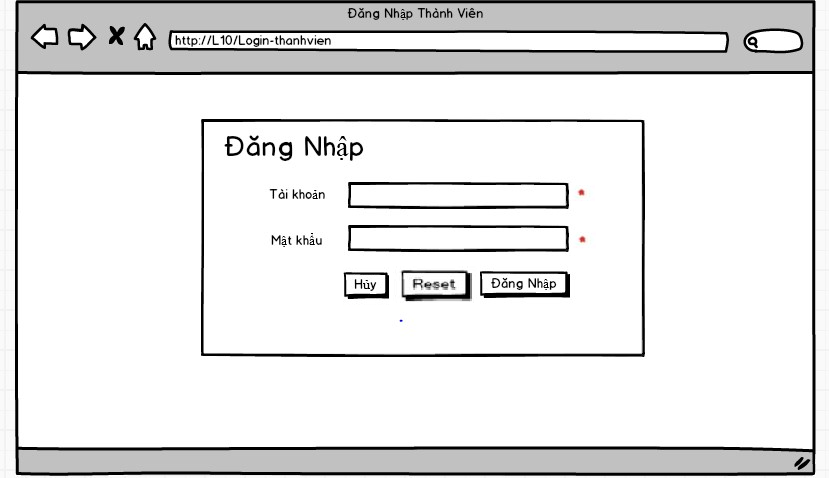 Đăng Nhập Thành Viên
http://L10/Login-thanhvien
Đăng Nhập
Tài khoản *
Mật khẩu *
Hủy Reset Đăng Nhập